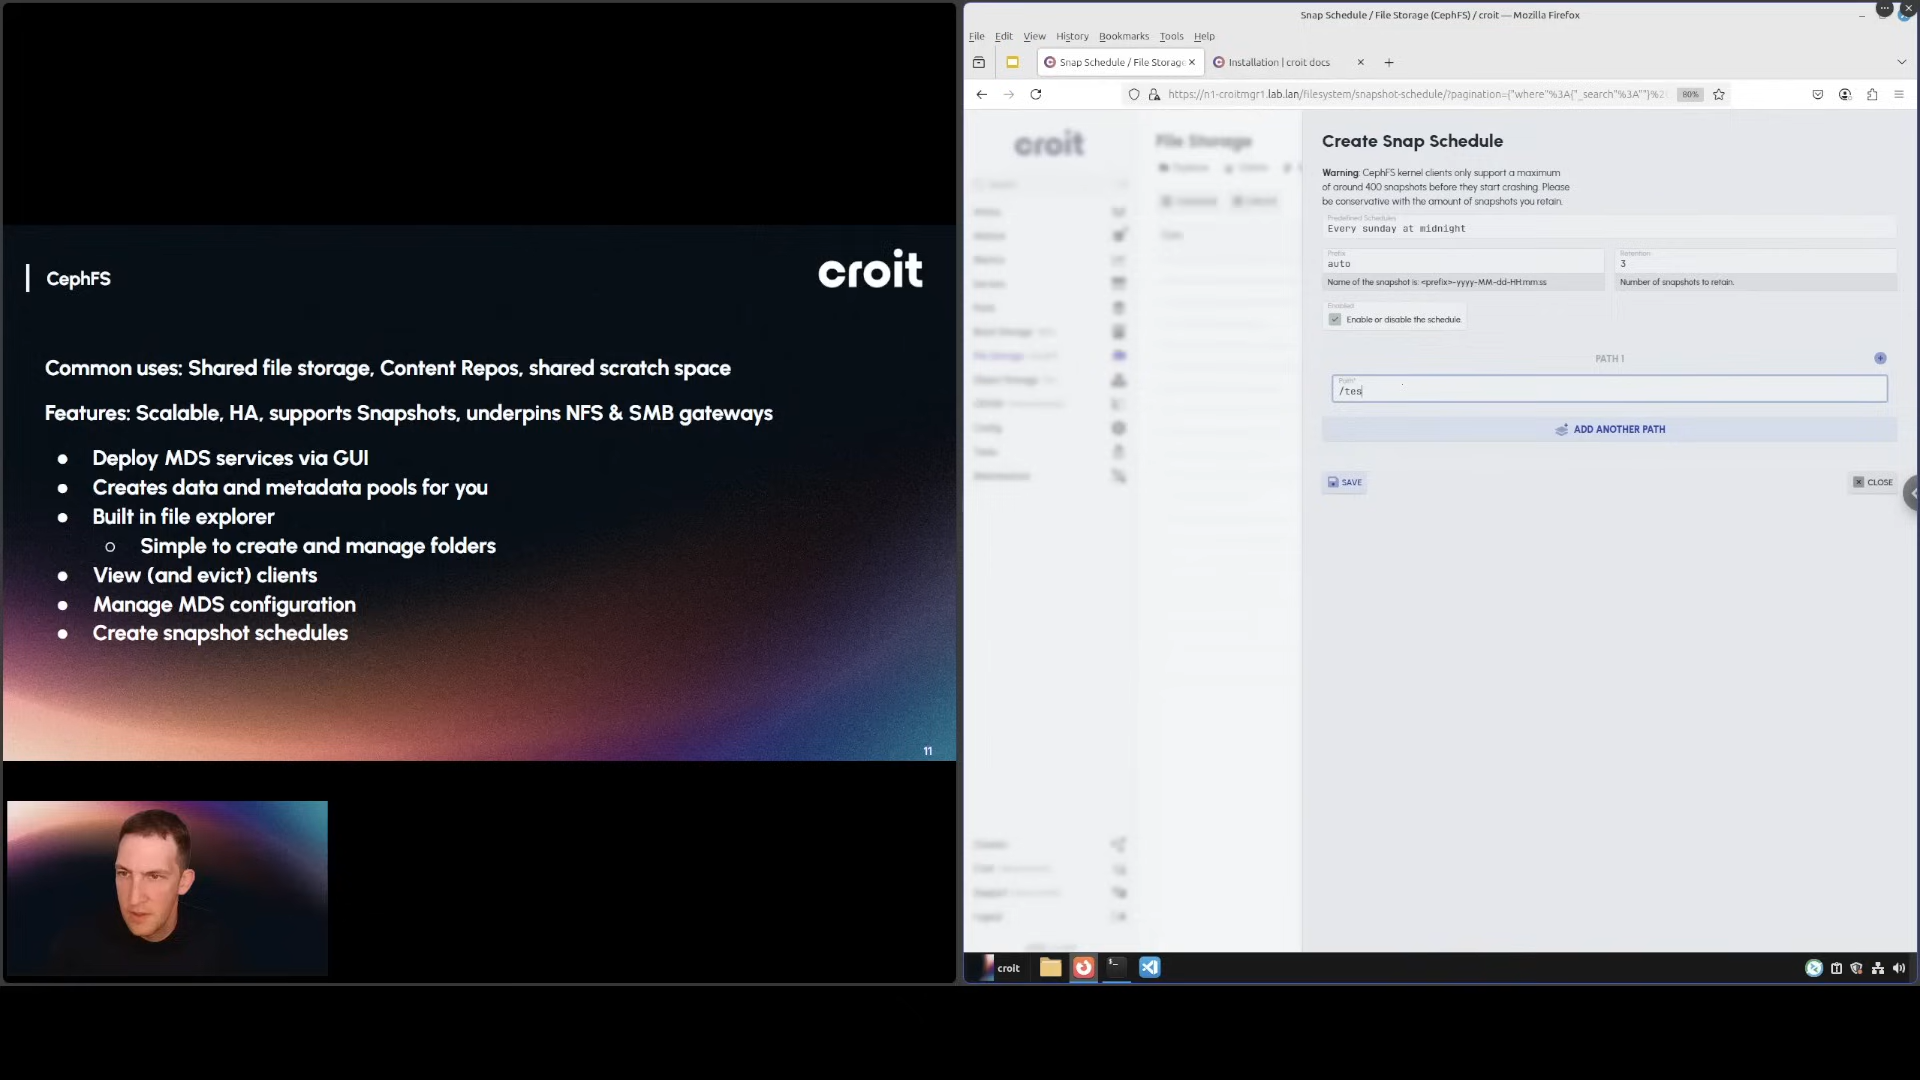 CephFS
croit
Common uses: Shared file storage, Content Repos, shared scratch space
Features: Scalable, HA, supports Snapshots, underpins NFS & SMB gateways
● Deploy MDS services via GUI
● Creates data and metadata pools for you
● Built in file explorer
○ Simple to create and manage folders
● View (and evict) clients
● Manage MDS configuration
● Create snapshot schedules
11
Snap Schedule / File Storage (CephFS) / croit — Mozilla Firefox
File Edit View History Bookmarks Tools Help
Snap Schedule / File Storage
Installation | croit docs
https://n1-croitmgr1.lab.lan/filesystem/snapshot-schedule/?pagination={"where"%3A{"_search"%3A""}%2
80%
croit
File Storage
Create Snap Schedule
Warning: CephFS kernel clients only support a maximum
of around 400 snapshots before they start crashing. Please
be conservative with the amount of snapshots you retain.
Predefined Schedules
Every sunday at midnight
Prefix
auto
Name of the snapshot is: <prefix>-yyyy-MM-dd-HH:mm:ss
Retention
3
Number of snapshots to retain.
Enabled
Enable or disable the schedule.
PATH 1
Path
/tes
ADD ANOTHER PATH
SAVE
CLOSE
croit